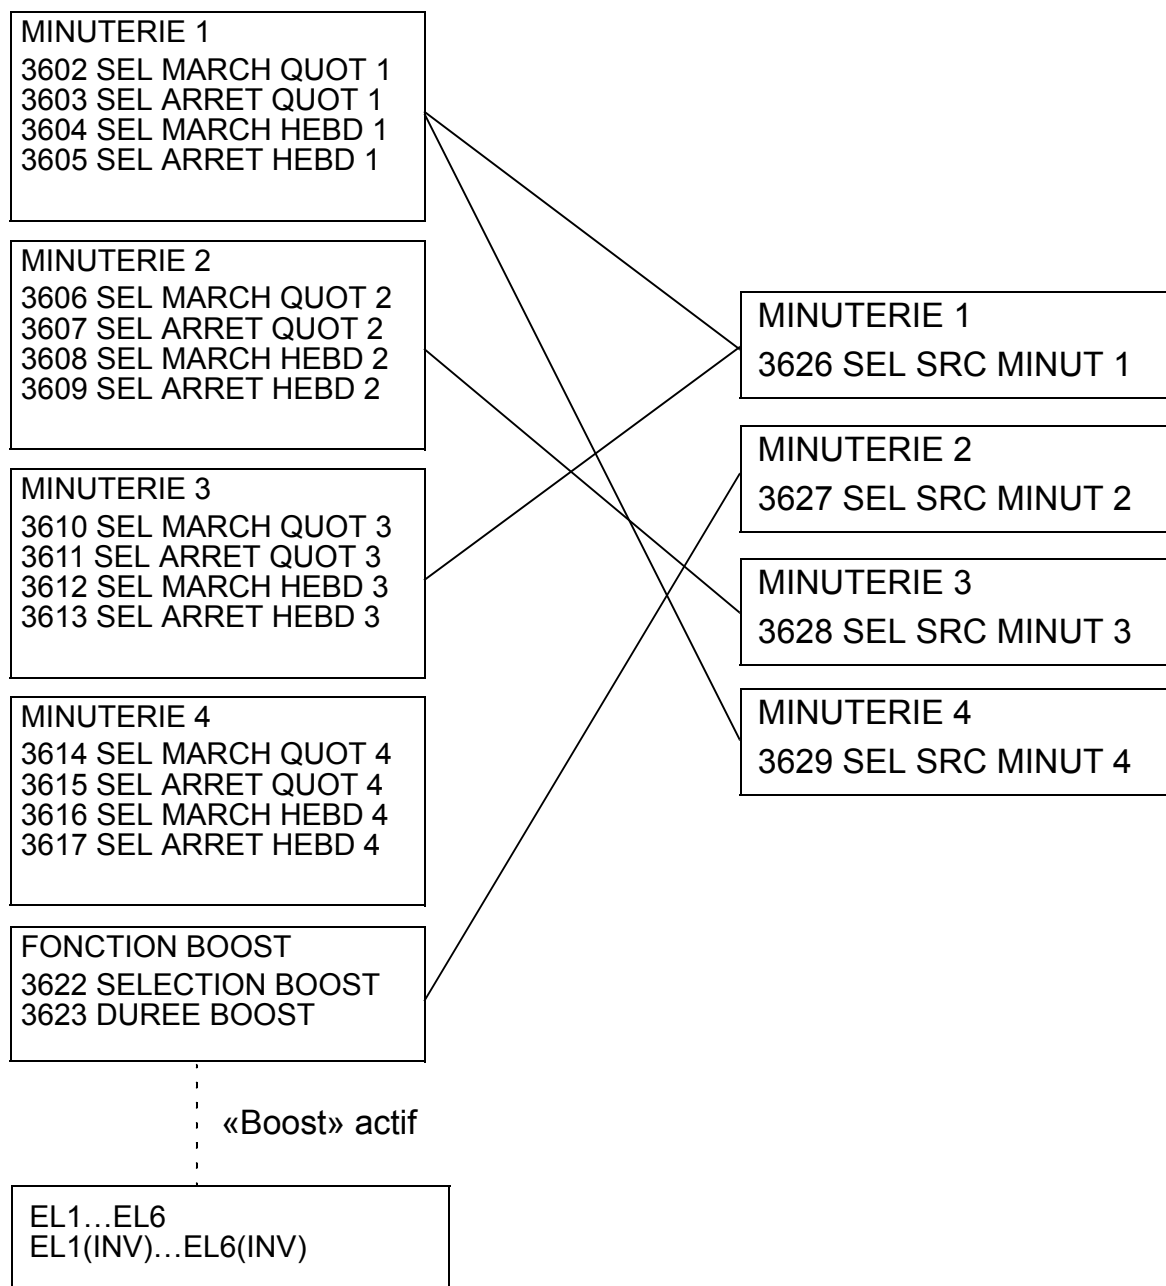 MINUTERIE 1
3602 SEL MARCH QUOT 1
3603 SEL ARRET QUOT 1
3604 SEL MARCH HEBD 1
3605 SEL ARRET HEBD 1
MINUTERIE 2
3606 SEL MARCH QUOT 2
3607 SEL ARRET QUOT 2
3608 SEL MARCH HEBD 2
3609 SEL ARRET HEBD 2
MINUTERIE 3
3610 SEL MARCH QUOT 3
3611 SEL ARRET QUOT 3
3612 SEL MARCH HEBD 3
3613 SEL ARRET HEBD 3
MINUTERIE 4
3614 SEL MARCH QUOT 4
3615 SEL ARRET QUOT 4
3616 SEL MARCH HEBD 4
3617 SEL ARRET HEBD 4
FONCTION BOOST
3622 SELECTION BOOST
3623 DUREE BOOST
«Boost» actif
EL1…EL6
EL1(INV)…EL6(INV)
MINUTERIE 1
3626 SEL SRC MINUT 1
MINUTERIE 2
3627 SEL SRC MINUT 2
MINUTERIE 3
3628 SEL SRC MINUT 3
MINUTERIE 4
3629 SEL SRC MINUT 4